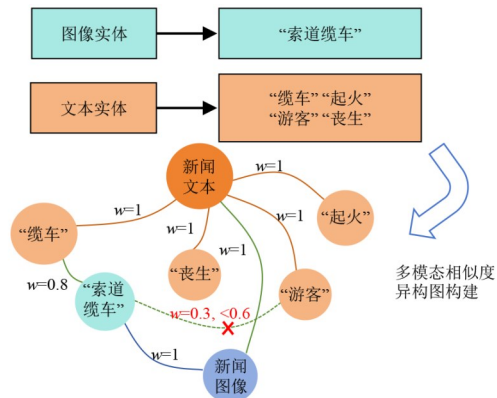 图像实体
“索道缆车”
文本实体
“缆车”“起火”
“游客”“丧生”
新闻
文本
w=1
w=1
“起火”
“缆车”
w=1
w=1
w=1
多模态相似度
异构图构建
“丧生”
“游客”
w=0.8
“索道
缆车”
w=0.3, <0.6
w=1
新闻
图像